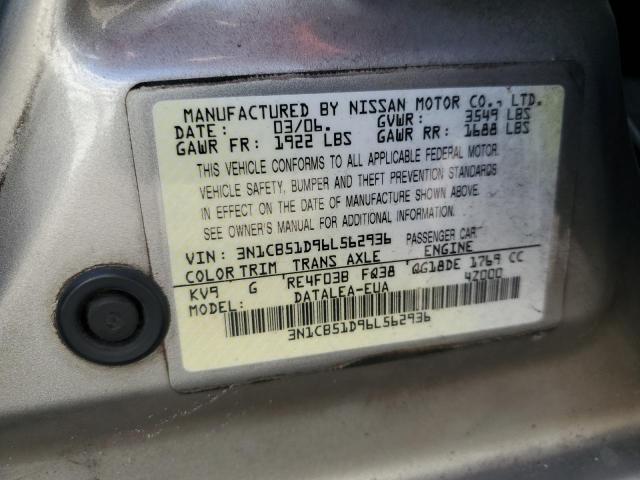 MANUFACTURED BY NISSAN MOTOR CO., LTD.
DATE: 03/06. GVWR: 3549 LBS
GAWR FR: 1922 LBS GAWR RR: 1688 LBS
THIS VEHICLE CONFORMS TO ALL APPLICABLE FEDERAL MOTOR
VEHICLE SAFETY, BUMPER AND THEFT PREVENTION STANDARDS
IN EFFECT ON THE DATE OF MANUFACTURE SHOWN ABOVE.
SEE OWNER'S MANUAL FOR ADDITIONAL INFORMATION.
VIN: 3N1CB51D96L562936 PASSENGER CAR
COLOR TRIM TRANS AXLE ENGINE
KV9 G RE4F03B FQ38 QG18DE 1769 CC
MODEL: DATALEA-EUA 4Z000
3N1CB51D96L562936